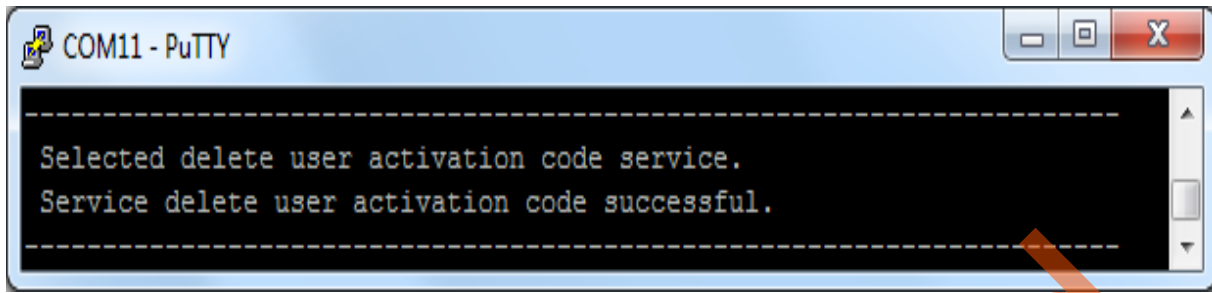 COM11 - PuTTY
----------------------------------------------------------------------
Selected delete user activation code service.
Service delete user activation code successful.
----------------------------------------------------------------------